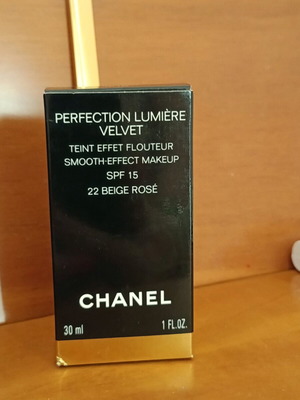 PERFECTION LUMIÈRE
VELVET
TEINT EFFET FLOUTEUR
SMOOTH-EFFECT MAKEUP
SPF 15
22 BEIGE ROSÉ
CHANEL
30 ml 1 FL.OZ.